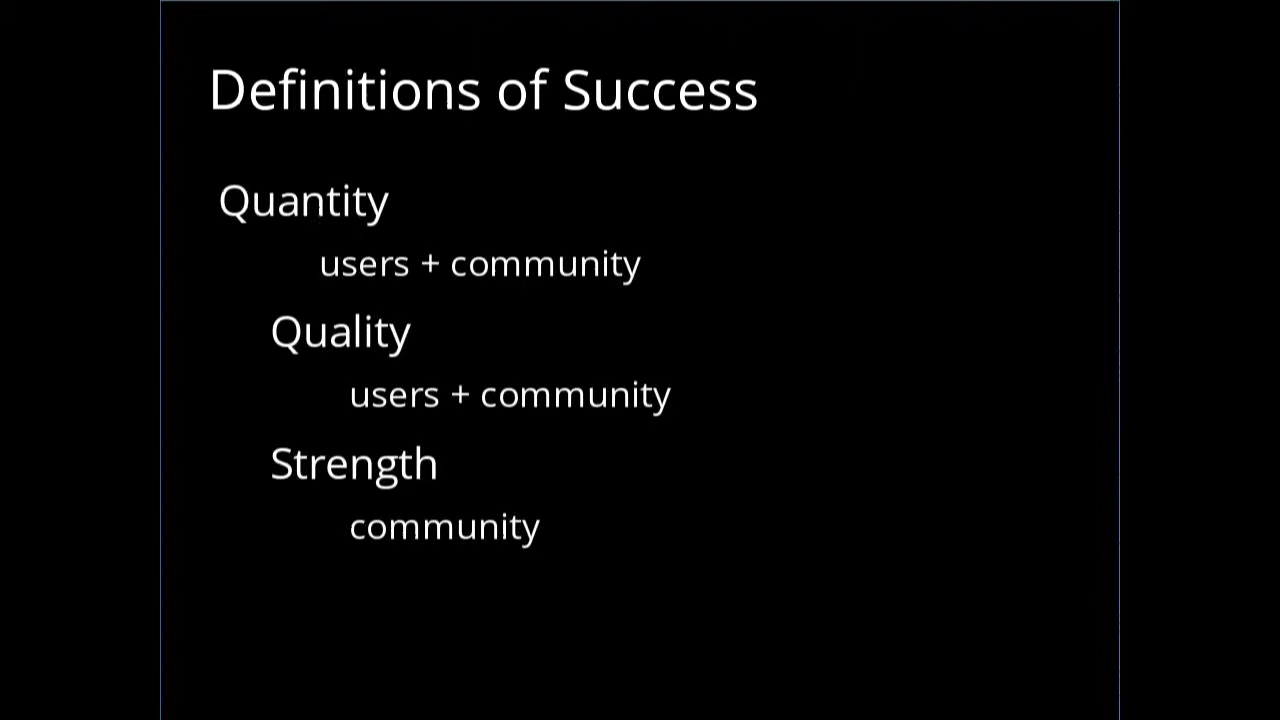 Definitions of Success
Quantity
users + community
Quality
users + community
Strength
community